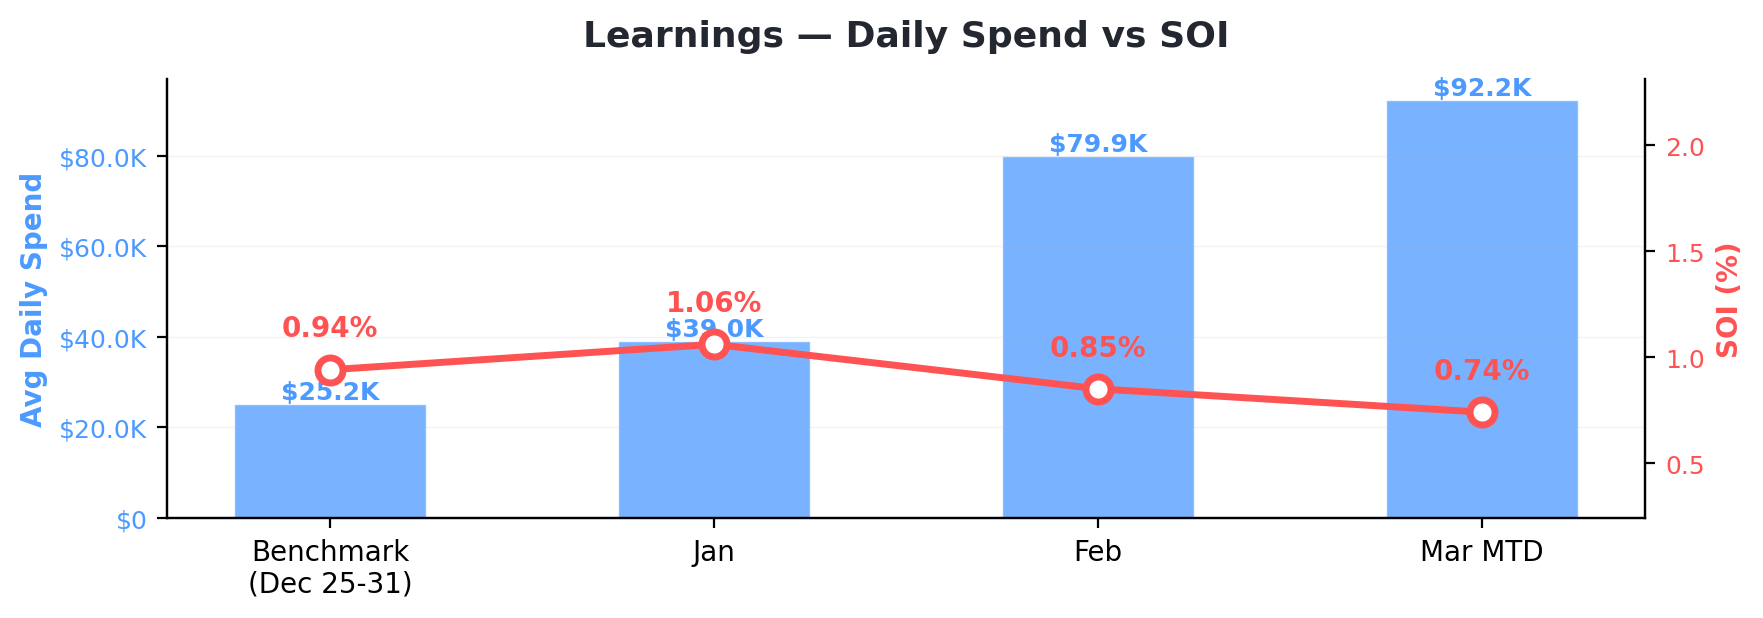 Learnings — Daily Spend vs SOI
Avg Daily Spend
$80.0K
$60.0K
$40.0K
$20.0K
$0
$25.2K
$39.0K
$79.9K
$92.2K
0.94%
1.06%
0.85%
0.74%
2.0
1.5
1.0
0.5
SOI (%)
Benchmark
(Dec 25-31)
Jan
Feb
Mar MTD